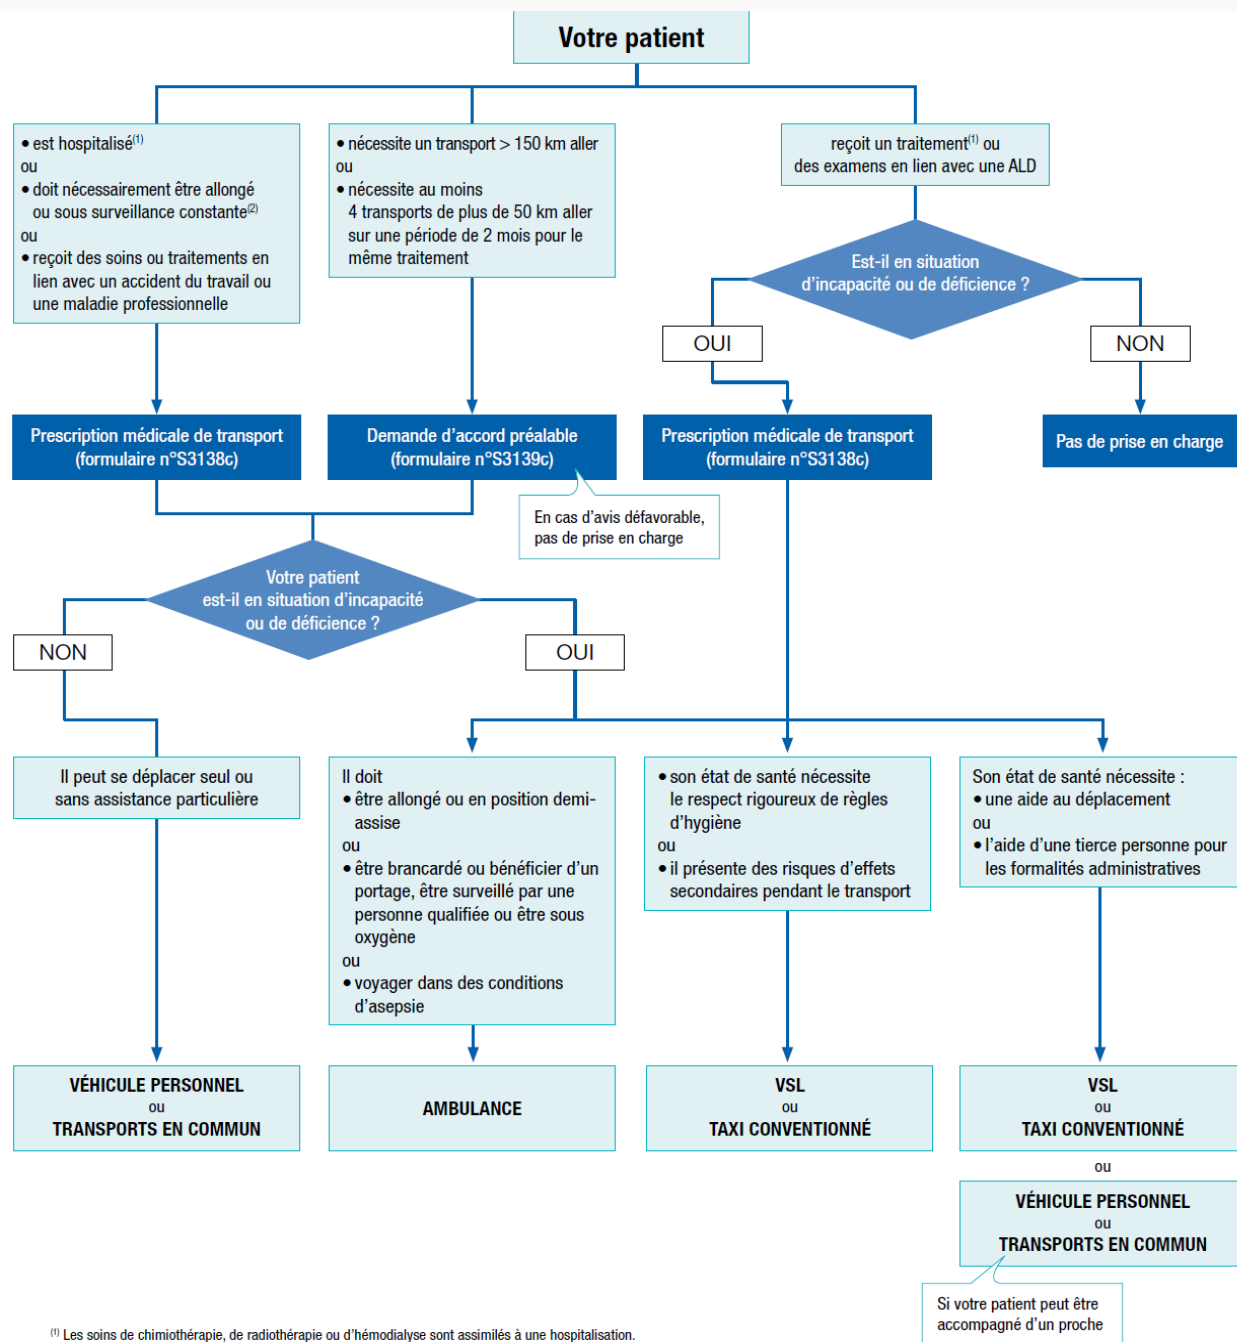 Votre patient
• est hospitalisé(1)
ou
• doit nécessairement être allongé
ou sous surveillance constante(2)
ou
• reçoit des soins ou traitements en
lien avec un accident du travail ou
une maladie professionnelle
• nécessite un transport > 150 km aller
ou
• nécessite au moins
4 transports de plus de 50 km aller
sur une période de 2 mois pour le
même traitement
reçoit un traitement(1) ou
des examens en lien avec une ALD
Est-il en situation
d'incapacité ou de déficience ?
OUI
NON
Prescription médicale de transport
(formulaire n°S3138c)
Demande d'accord préalable
(formulaire n°S3139c)
Prescription médicale de transport
(formulaire n°S3138c)
Pas de prise en charge
En cas d'avis défavorable,
pas de prise en charge
Votre patient
est-il en situation d'incapacité
ou de déficience ?
NON
OUI
Il peut se déplacer seul ou
sans assistance particulière
Il doit
• être allongé ou en position demi-
assise
ou
• être brancardé ou bénéficier d'un
portage, être surveillé par une
personne qualifiée ou être sous
oxygène
ou
• voyager dans des conditions
d'asepsie
• son état de santé nécessite
le respect rigoureux de règles
d'hygiène
ou
• il présente des risques d'effets
secondaires pendant le transport
Son état de santé nécessite :
• une aide au déplacement
ou
• l'aide d'une tierce personne pour
les formalités administratives
VÉHICULE PERSONNEL
ou
TRANSPORTS EN COMMUN
AMBULANCE
VSL
ou
TAXI CONVENTIONNÉ
VSL
ou
TAXI CONVENTIONNÉ
ou
VÉHICULE PERSONNEL
ou
TRANSPORTS EN COMMUN
Si votre patient peut être
accompagné d'un proche
(1) Les soins de chimiothérapie, de radiothérapie ou d'hémodialyse sont assimilés à une hospitalisation.